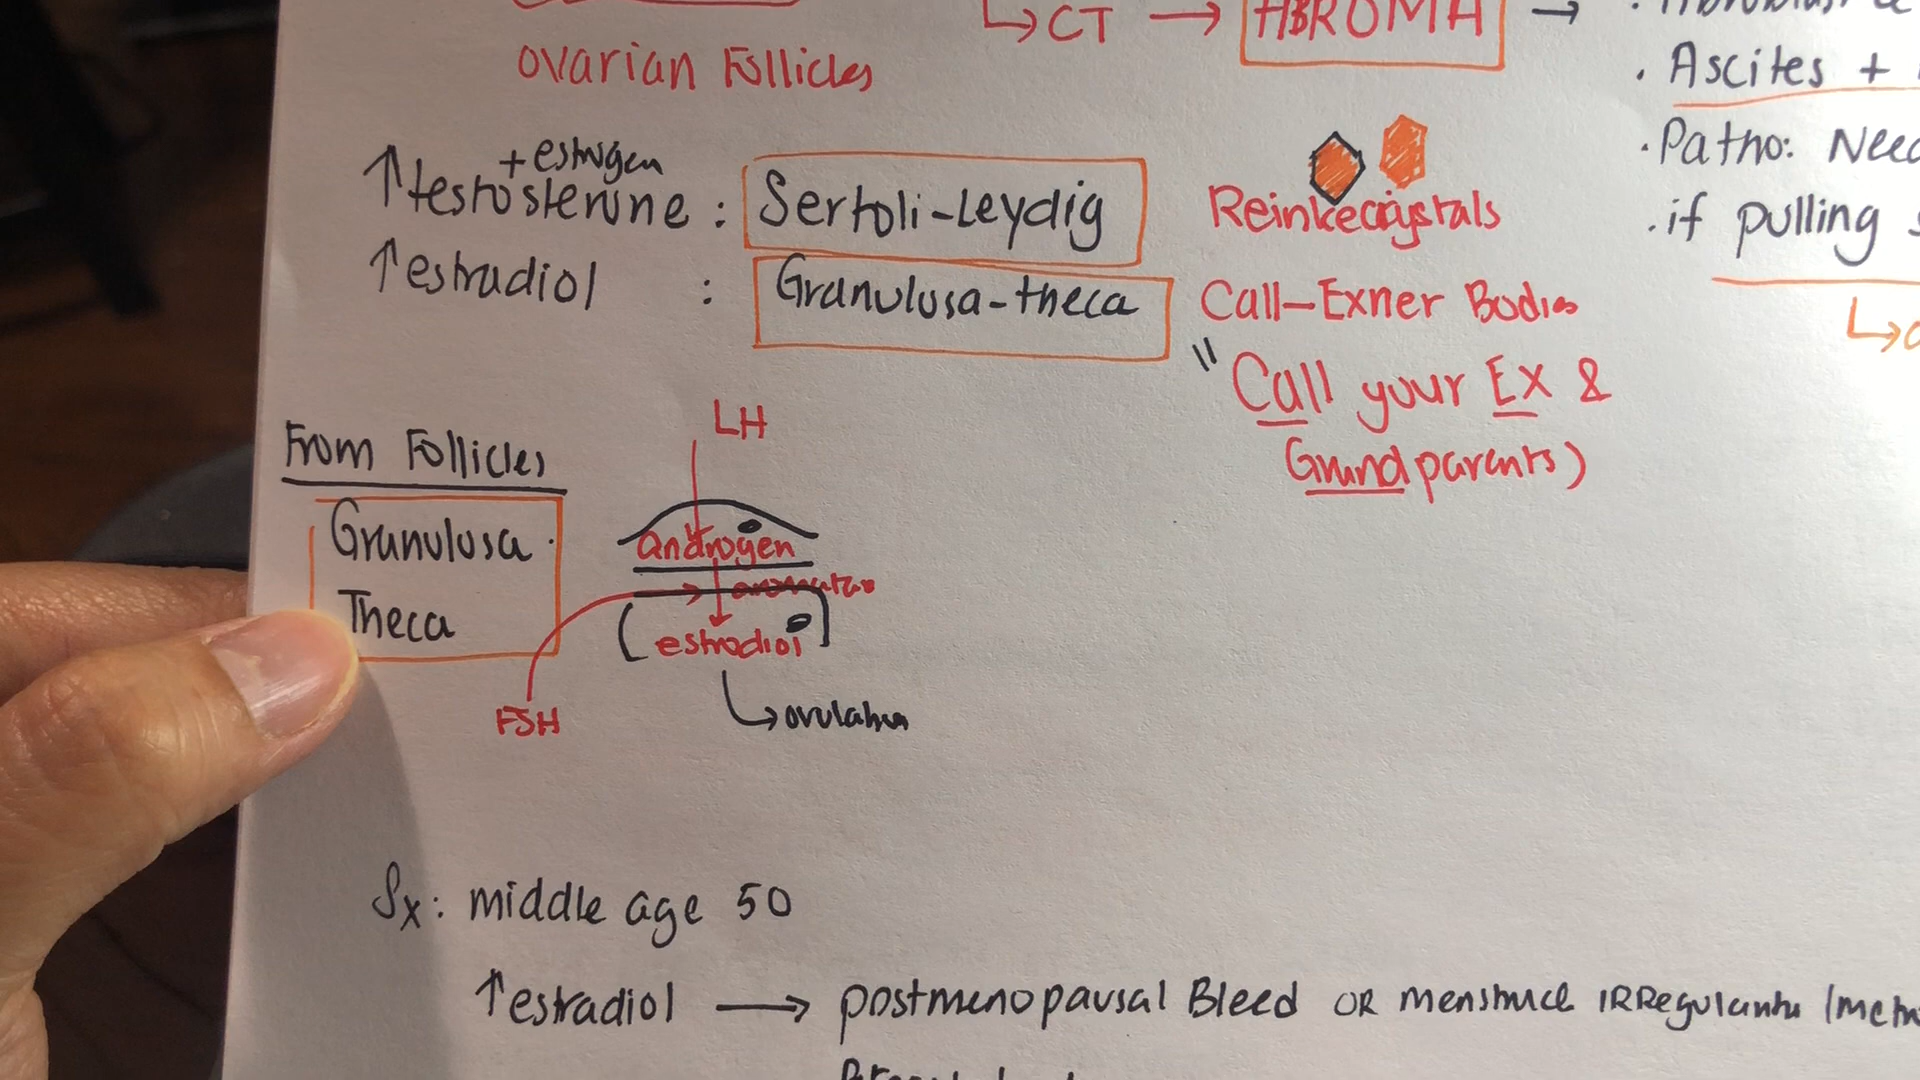 ↳CT → FIBROMA →
ovarian Follicles
. Ascites +
+ estrogen
↑testosterone : Sertoli-Leydig
Reinke crystals
.Patho: Need
.if pulling
↑estradiol : Granulosa-theca
Call-Exner Bodies
"Call your Ex &
Grandparents)
LH
From Follicles
Granulosa.
Theca
androgen
aromatase
estradiol
FSH
↳ovulation
Sx: middle age 50
↑estradiol → postmenopausal Bleed OR menstrual IRRegularity